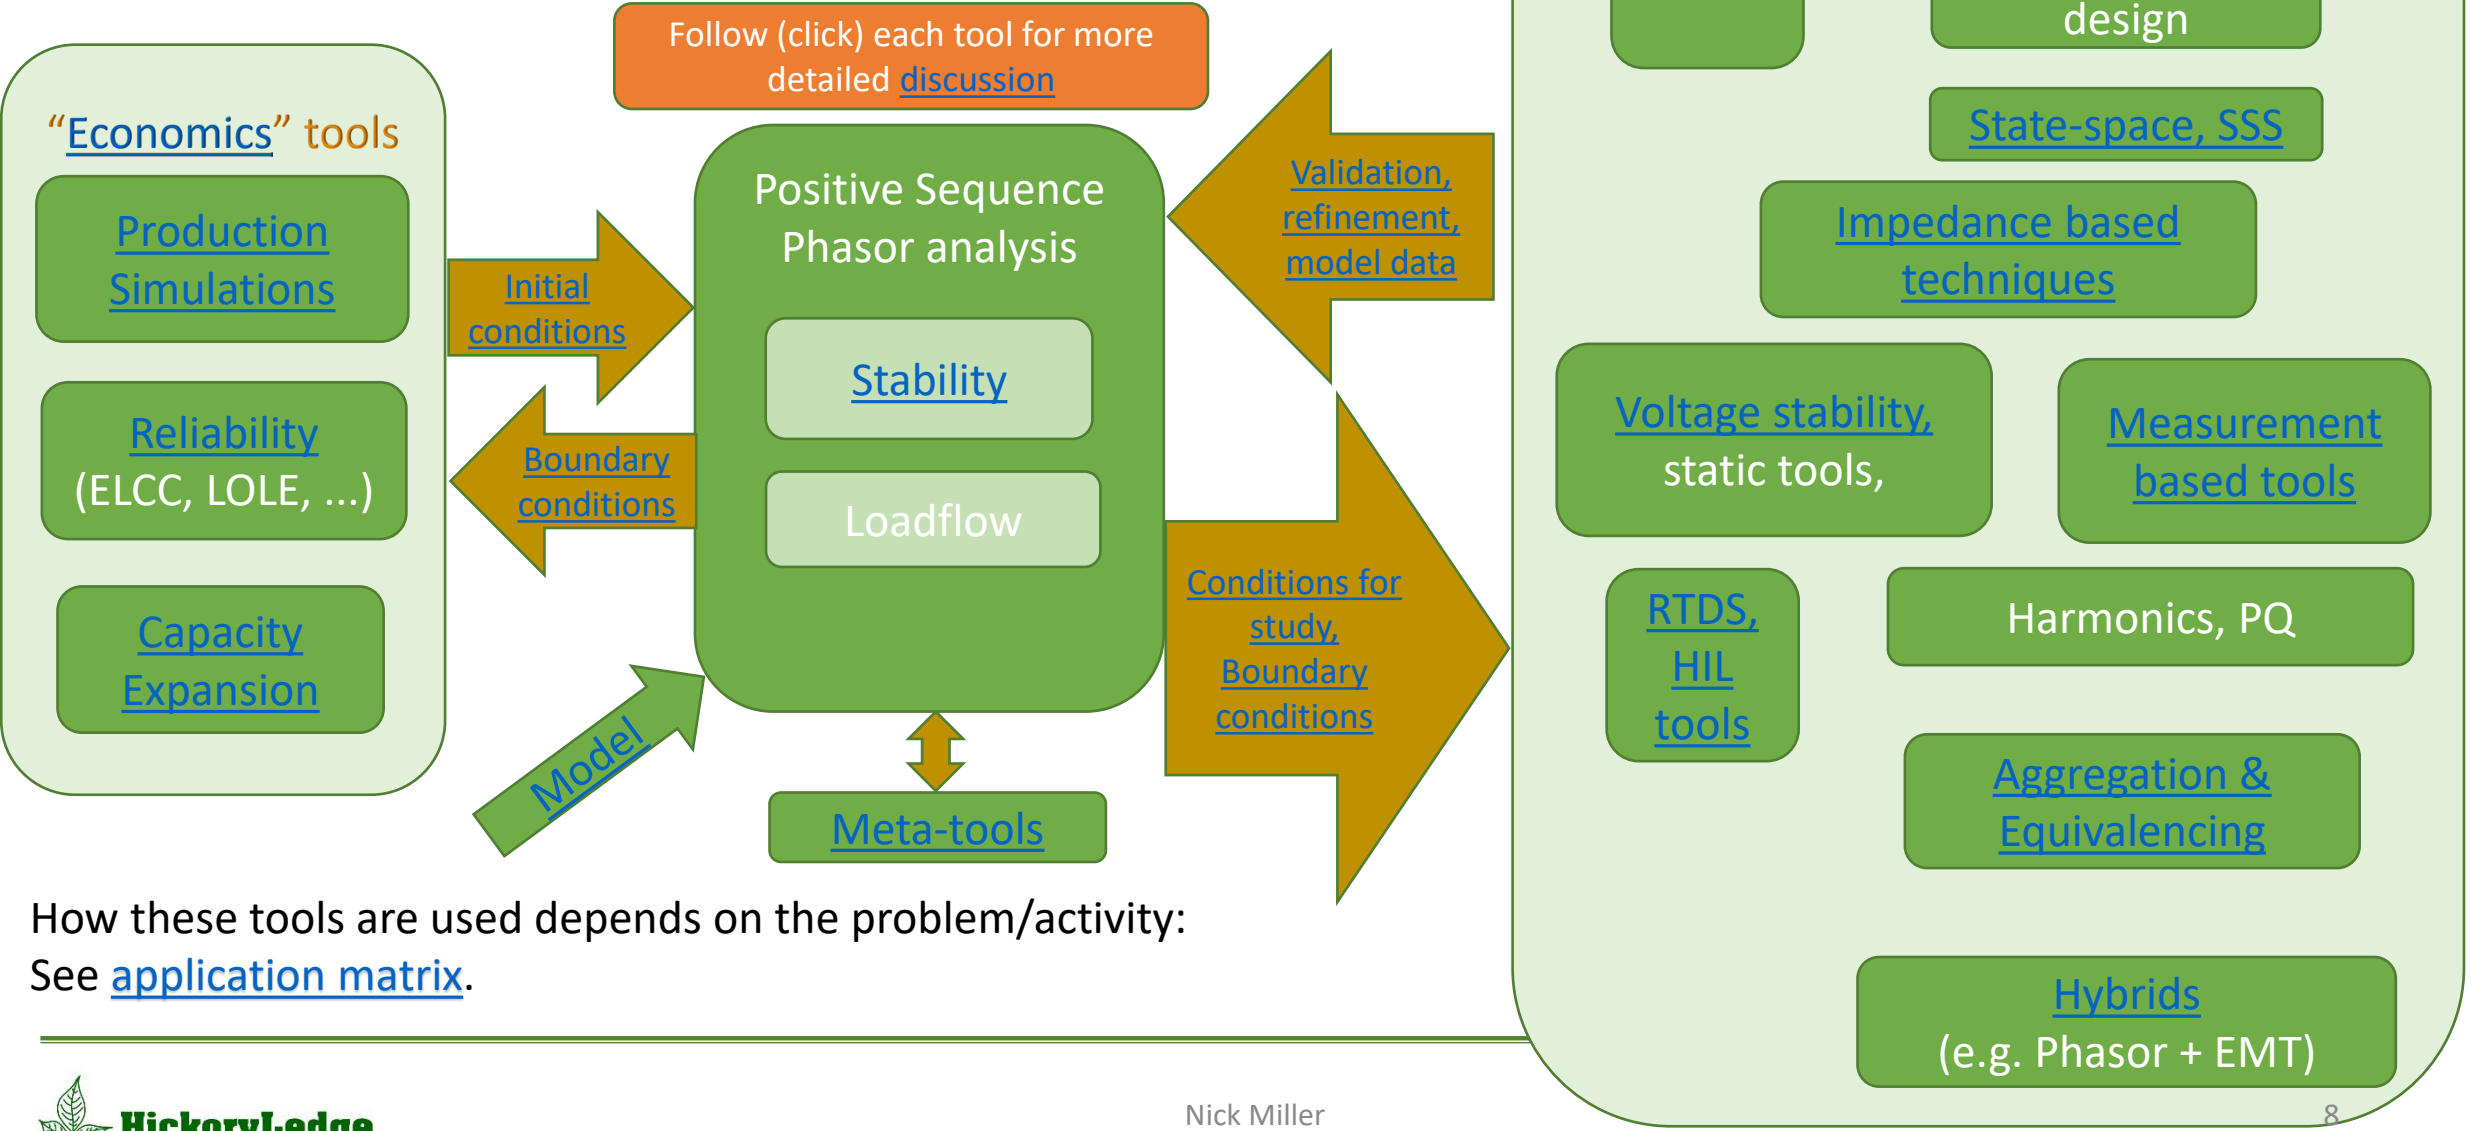 Follow (click) each tool for more
detailed discussion
“Economics” tools
Production
Simulations
Reliability
(ELCC, LOLE, ...)
Capacity
Expansion
Initial
conditions
Boundary
conditions
Model
Positive Sequence
Phasor analysis
Stability
Loadflow
Meta-tools
Validation,
refinement,
model data
Conditions for
study,
Boundary
conditions
design
State-space, SSS
Impedance based
techniques
Voltage stability,
static tools,
Measurement
based tools
RTDS,
HIL
tools
Harmonics, PQ
Aggregation &
Equivalencing
Hybrids
(e.g. Phasor + EMT)
How these tools are used depends on the problem/activity:
See application matrix.
HickoryLedge
Nick Miller
8